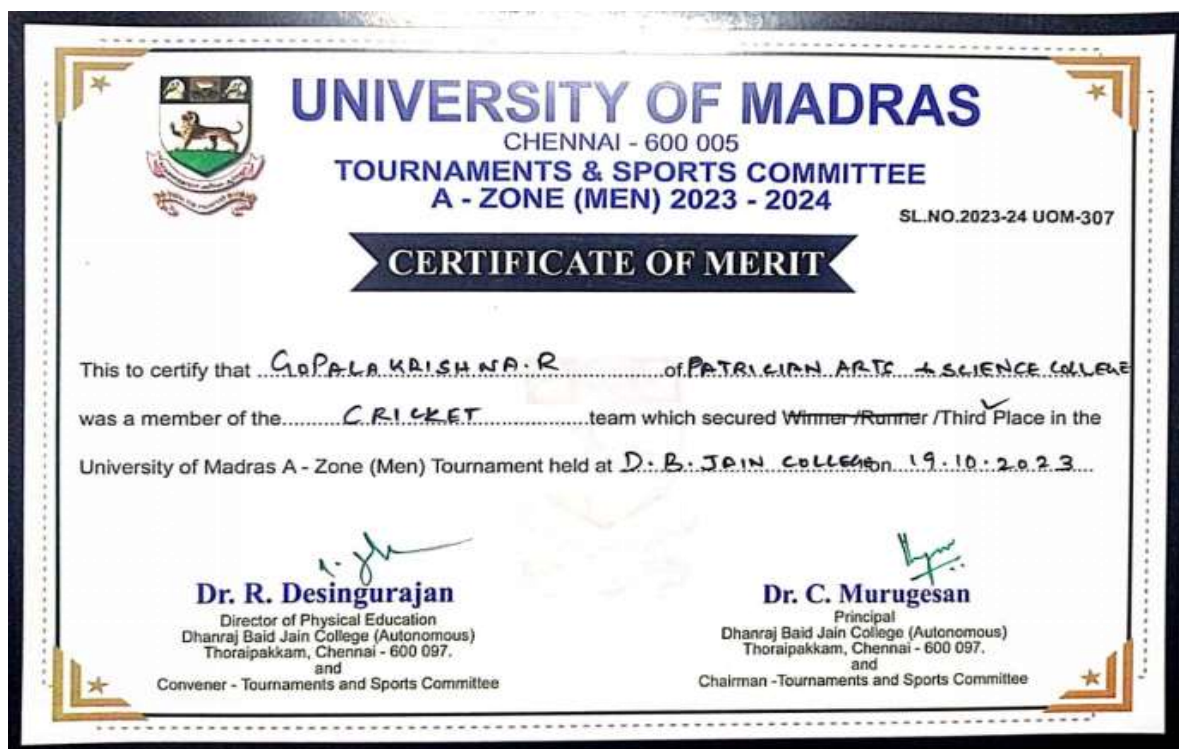 UNIVERSITY OF MADRAS
CHENNAI - 600 005
TOURNAMENTS & SPORTS COMMITTEE
A - ZONE (MEN) 2023 - 2024
SL.NO.2023-24 UOM-307
CERTIFICATE OF MERIT
This to certify that GOPALA KRISHNA.R of PATRICIAN ARTS & SCIENCE COLLEGE
was a member of the CRICKET team which secured Winner /Runner /Third Place in the
University of Madras A - Zone (Men) Tournament held at D.B.JAIN COLLEGE on 19.10.2023
Dr. R. Desingurajan
Director of Physical Education
Dhanraj Baid Jain College (Autonomous)
Thoraipakkam, Chennai - 600 097.
and
Convener - Tournaments and Sports Committee
Dr. C. Murugesan
Principal
Dhanraj Baid Jain College (Autonomous)
Thoraipakkam, Chennai - 600 097.
and
Chairman -Tournaments and Sports Committee